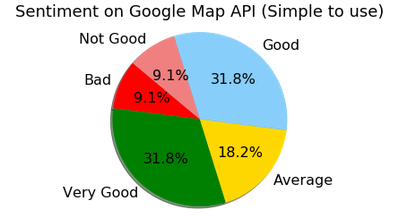 Sentiment on Google Map API (Simple to use)
Not Good
Good
9.1%
31.8%
Bad
9.1%
31.8%
18.2%
Average
Very Good